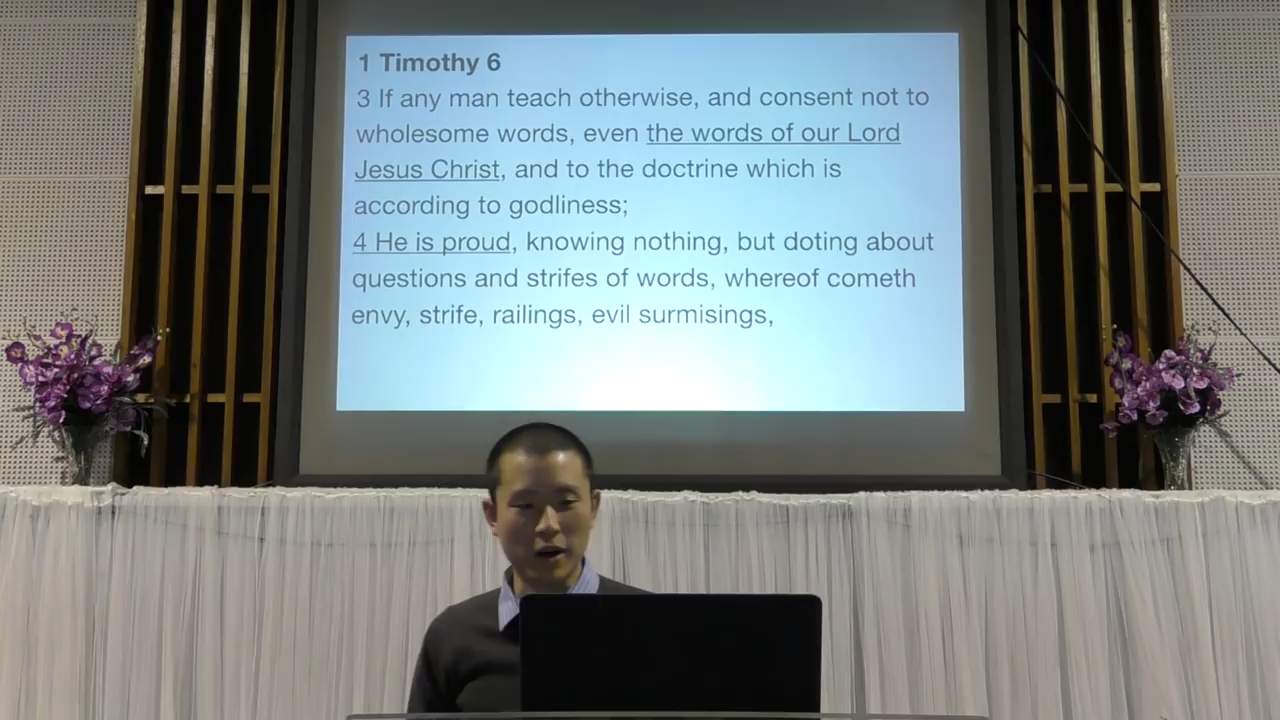 1 Timothy 6
3 If any man teach otherwise, and consent not to
wholesome words, even the words of our Lord
Jesus Christ, and to the doctrine which is
according to godliness;
4 He is proud, knowing nothing, but doting about
questions and strifes of words, whereof cometh
envy, strife, railings, evil surmisings,